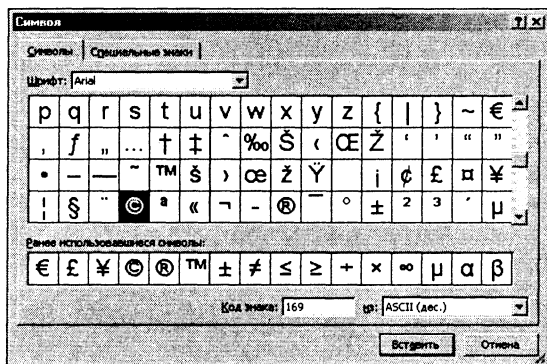 Символ
Символы Специальные знаки
Шрифт: Arial
p q r s t u v w x y z { | } ~ €
‚ ƒ „ … † ‡ ˆ ‰ Š ‹ Œ Ž ‘ ’ “ ”
• – — ˜ ™ š › œ ž Ÿ ¡ ¢ £ ¤ ¥
¦ § ¨ © ª « ¬ - ® ¯ ° ± ² ³ ´ µ
Ранее использовавшиеся символы:
€ £ ¥ © ® ™ ± ≠ ≤ ≥ ÷ × ∞ µ α β
Код знака: 169 из: ASCII (дес.)
Вставить Отмена